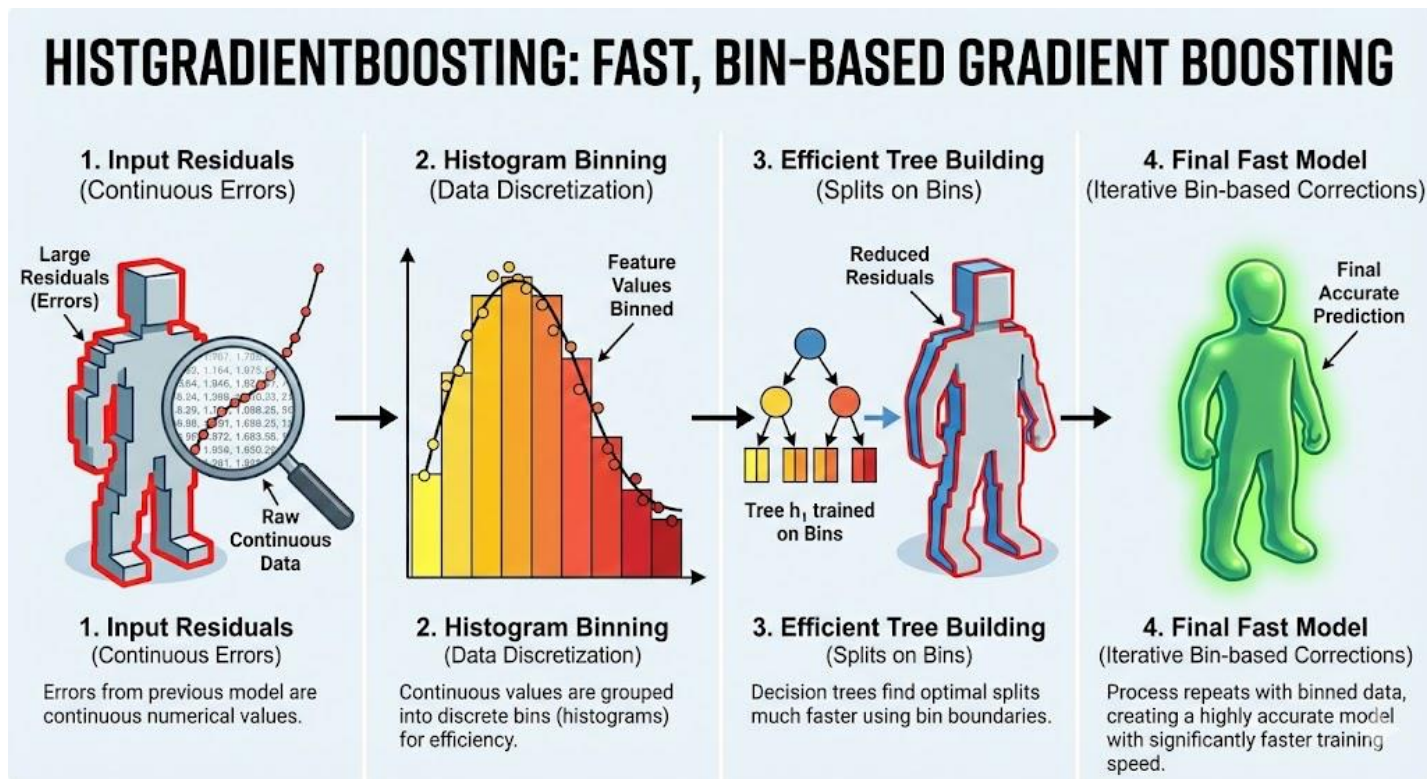 HISTGRADIENTBOOSTING: FAST, BIN-BASED GRADIENT BOOSTING
1. Input Residuals
(Continuous Errors)
Large
Residuals
(Errors)
Raw
Continuous
Data
1. Input Residuals
(Continuous Errors)
Errors from previous model are
continuous numerical values.
2. Histogram Binning
(Data Discretization)
Feature
Values
Binned
2. Histogram Binning
(Data Discretization)
Continuous values are grouped
into discrete bins (histograms)
for efficiency.
3. Efficient Tree Building
(Splits on Bins)
Reduced
Residuals
Tree h₁ trained
on Bins
3. Efficient Tree Building
(Splits on Bins)
Decision trees find optimal splits
much faster using bin boundaries.
4. Final Fast Model
(Iterative Bin-based Corrections)
Final
Accurate
Prediction
4. Final Fast Model
(Iterative Bin-based Corrections)
Process repeats with binned data,
creating a highly accurate model
with significantly faster training
speed.